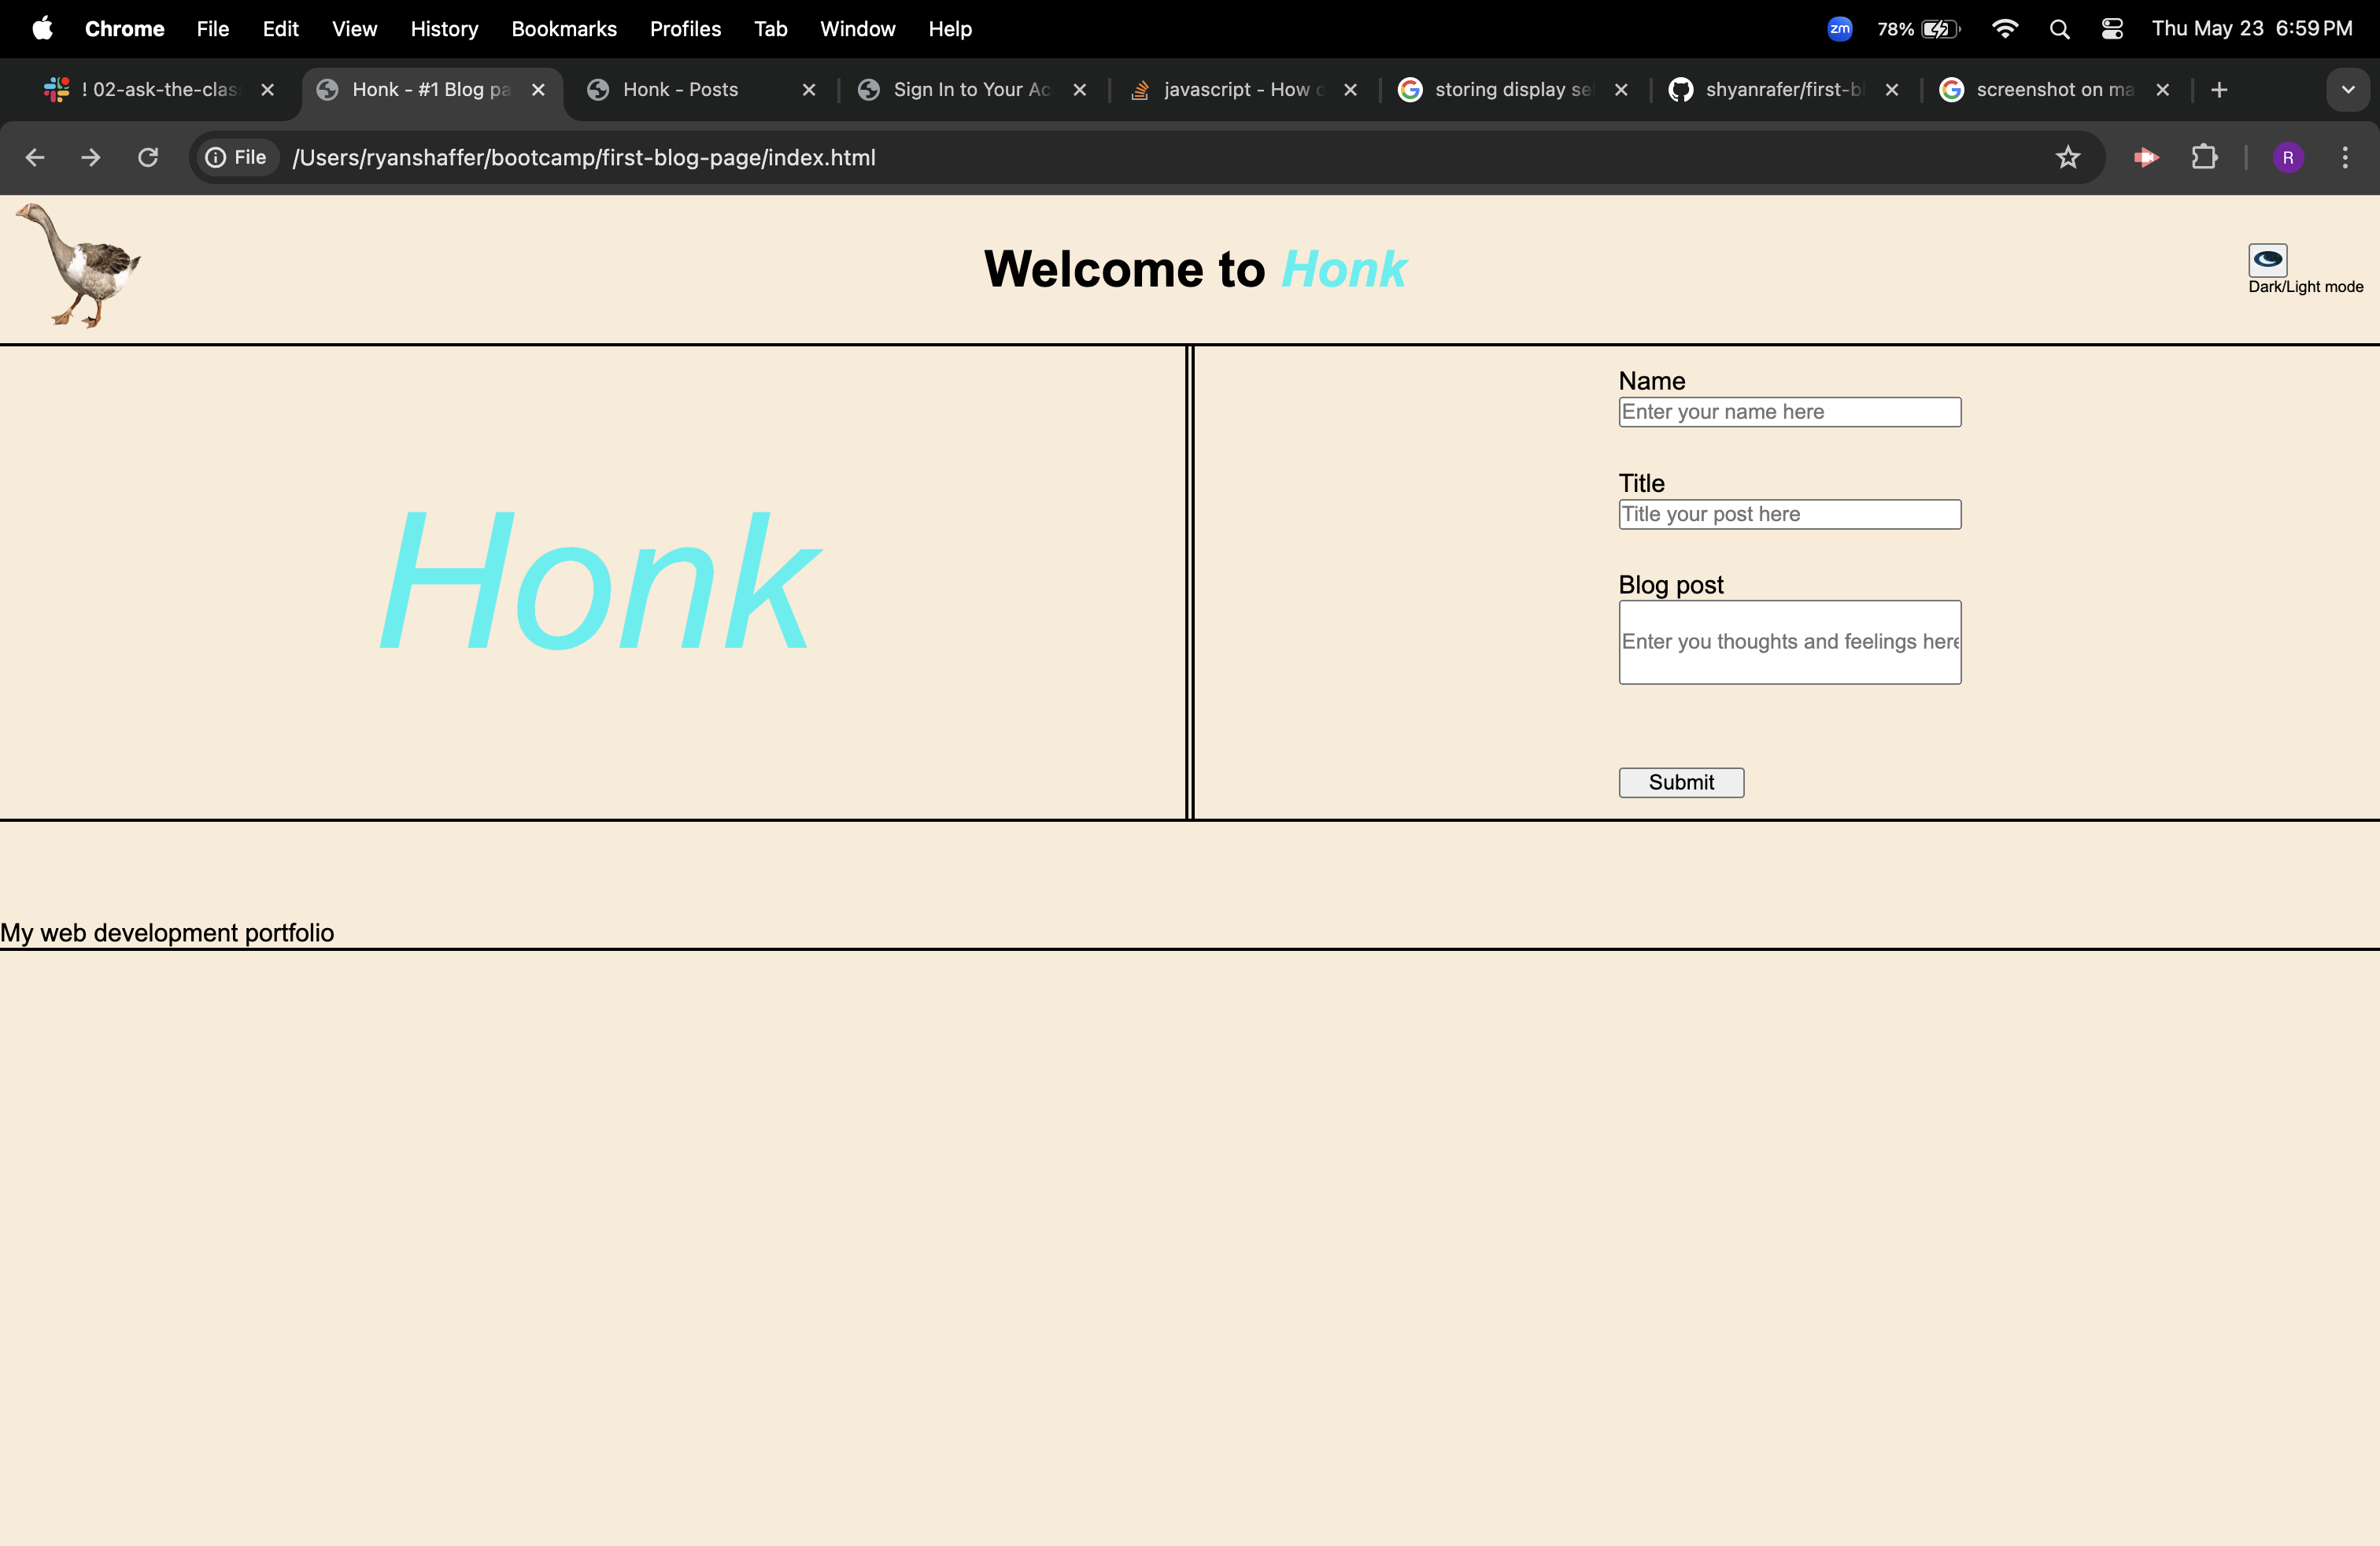 Chrome File Edit View History Bookmarks Profiles Tab Window Help zm 78% Thu May 23 6:59 PM
! 02-ask-the-clas Honk - #1 Blog pa Honk - Posts Sign In to Your Ac javascript - How storing display se shyanrafer/first-bl screenshot on ma
File /Users/ryanshaffer/bootcamp/first-blog-page/index.html R
Welcome to Honk
Dark/Light mode
Name
Enter your name here
Title
Title your post here
Honk
Blog post
Enter you thoughts and feelings here
Submit
My web development portfolio